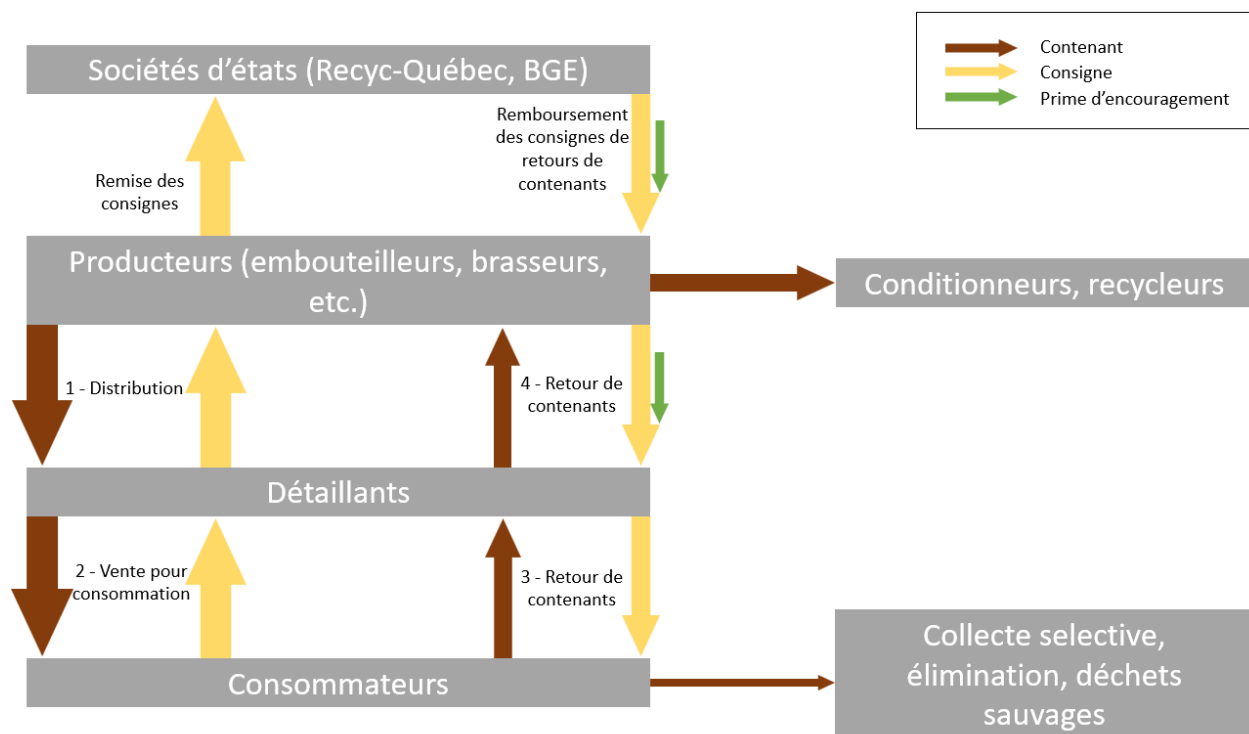 Contenant
Consigne
Prime d'encouragement
Sociétés d'états (Recyc-Québec, BGE)
Remise des
consignes
Remboursement
des consignes de
retours de
contenants
Producteurs (embouteilleurs, brasseurs,
etc.)
Conditionneurs, recycleurs
1 - Distribution
4 - Retour de
contenants
Détaillants
2 - Vente pour
consommation
3 - Retour de
contenants
Consommateurs
Collecte selective,
élimination, déchets
sauvages